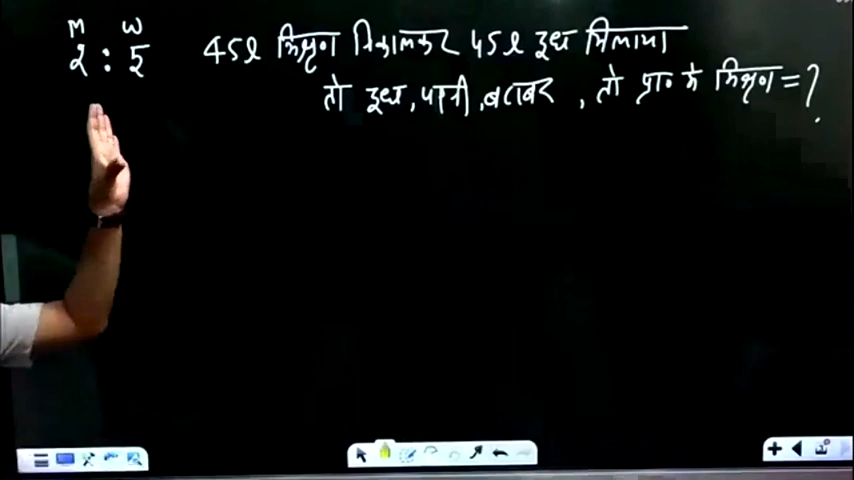 M W
2 : 5 45l मिश्रण निकालकर 45l दुध मिलाया
तो दुध, पानी, बराबर, तो प्रा० मे मिश्रण = ?